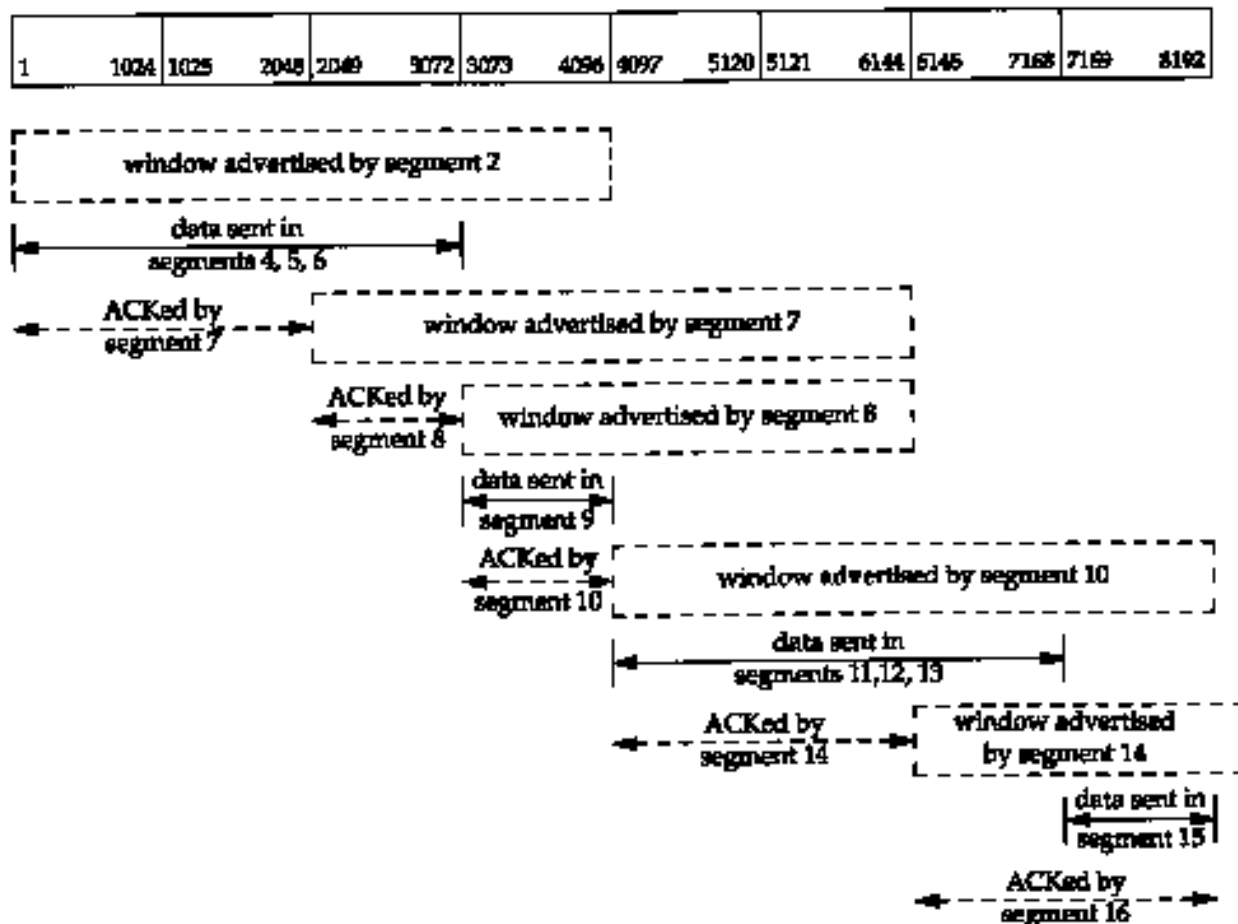 1 1024 1025 2048 2049 3072 3073 4096 4097 5120 5121 6144 6145 7168 7169 8192
window advertised by segment 2
data sent in
segments 4, 5, 6
ACKed by
segment 7
window advertised by segment 7
ACKed by
segment 8
window advertised by segment 8
data sent in
segment 9
ACKed by
segment 10
window advertised by segment 10
data sent in
segments 11,12, 13
ACKed by
segment 14
window advertised
by segment 14
data sent in
segment 15
ACKed by
segment 16